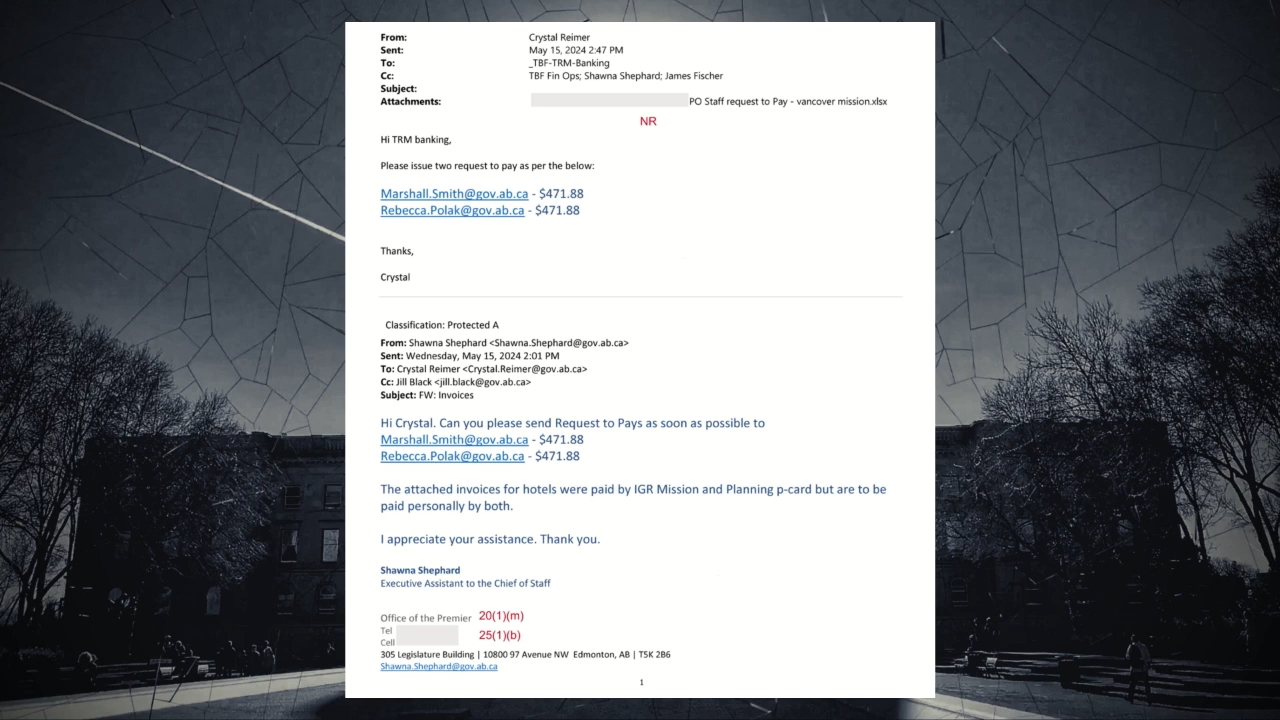 From: Crystal Reimer
Sent: May 15, 2024 2:47 PM
To: _TBF-TRM-Banking
Cc: TBF Fin Ops; Shawna Shephard; James Fischer
Subject:
Attachments: PO Staff request to Pay - vancover mission.xlsx
NR
Hi TRM banking,
Please issue two request to pay as per the below:
Marshall.Smith@gov.ab.ca - $471.88
Rebecca.Polak@gov.ab.ca - $471.88
Thanks,
Crystal
Classification: Protected A
From: Shawna Shephard <Shawna.Shephard@gov.ab.ca>
Sent: Wednesday, May 15, 2024 2:01 PM
To: Crystal Reimer <Crystal.Reimer@gov.ab.ca>
Cc: Jill Black <jill.black@gov.ab.ca>
Subject: FW: Invoices
Hi Crystal. Can you please send Request to Pays as soon as possible to
Marshall.Smith@gov.ab.ca - $471.88
Rebecca.Polak@gov.ab.ca - $471.88
The attached invoices for hotels were paid by IGR Mission and Planning p-card but are to be
paid personally by both.
I appreciate your assistance. Thank you.
Shawna Shephard
Executive Assistant to the Chief of Staff
Office of the Premier 20(1)(m)
Tel
25(1)(b)
Cell
305 Legislature Building | 10800 97 Avenue NW Edmonton, AB | T5K 2B6
Shawna.Shephard@gov.ab.ca
1